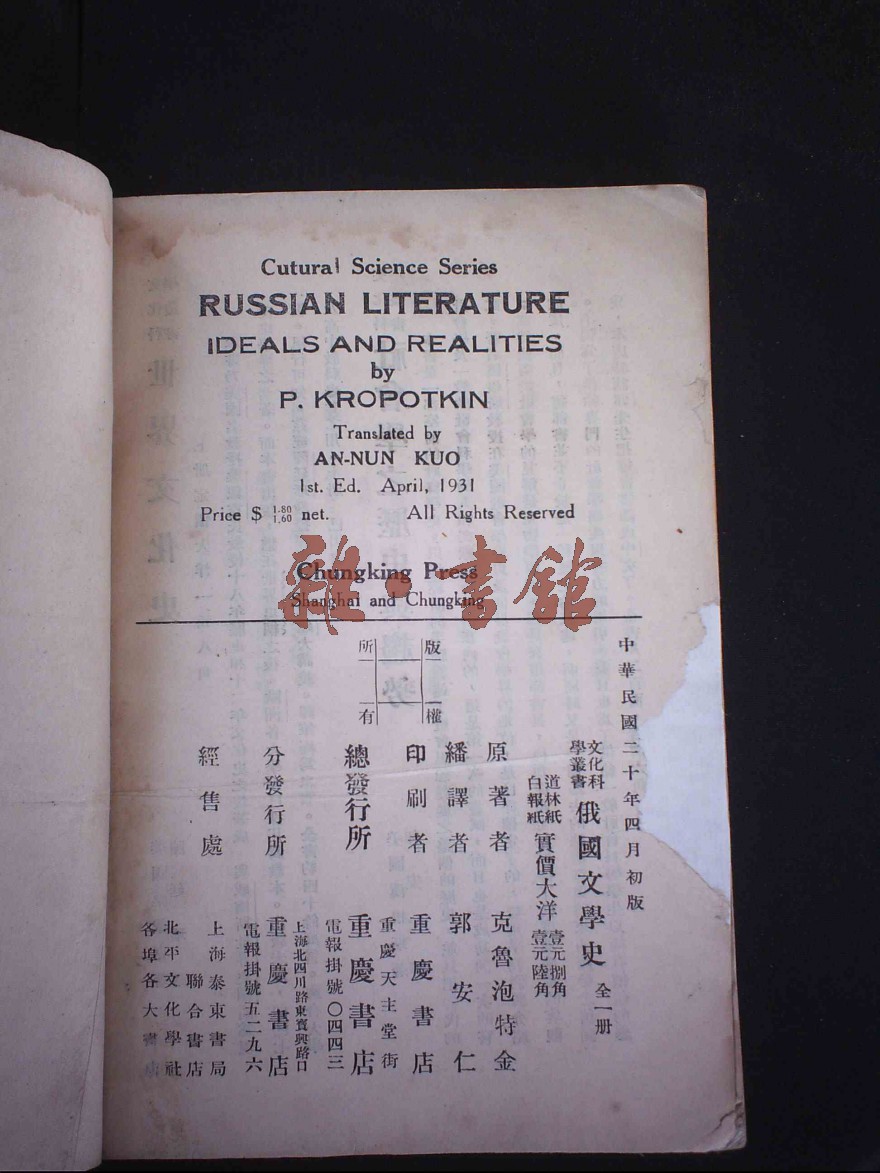 Cutural Science Series
RUSSIAN LITERATURE
IDEALS AND REALITIES
by
P. KROPOTKIN
Translated by
AN-NUN KUO
1st. Ed. April, 1931
Price $ 1.80 1.60 net. All Rights Reserved
Chungking Press
Shanghai and Chungking
雜·書館
版權
所有
中華民國二十年四月初版
文化科學叢書 俄國文學史 全一册
道林紙 白報紙 實價大洋 壹元捌角 壹元陸角
原著者 克魯泡特金
繙譯者 郭安仁
印刷者 重慶書店
重慶天主堂街
總發行所 重慶書店
電報掛號〇四四三
上海北四川路東寶興路口
分發行所 重慶書店
電報掛號五二九六
經售處 上海泰東書局
聯合書店
北平文化學社
各埠各大書店
世界文化史